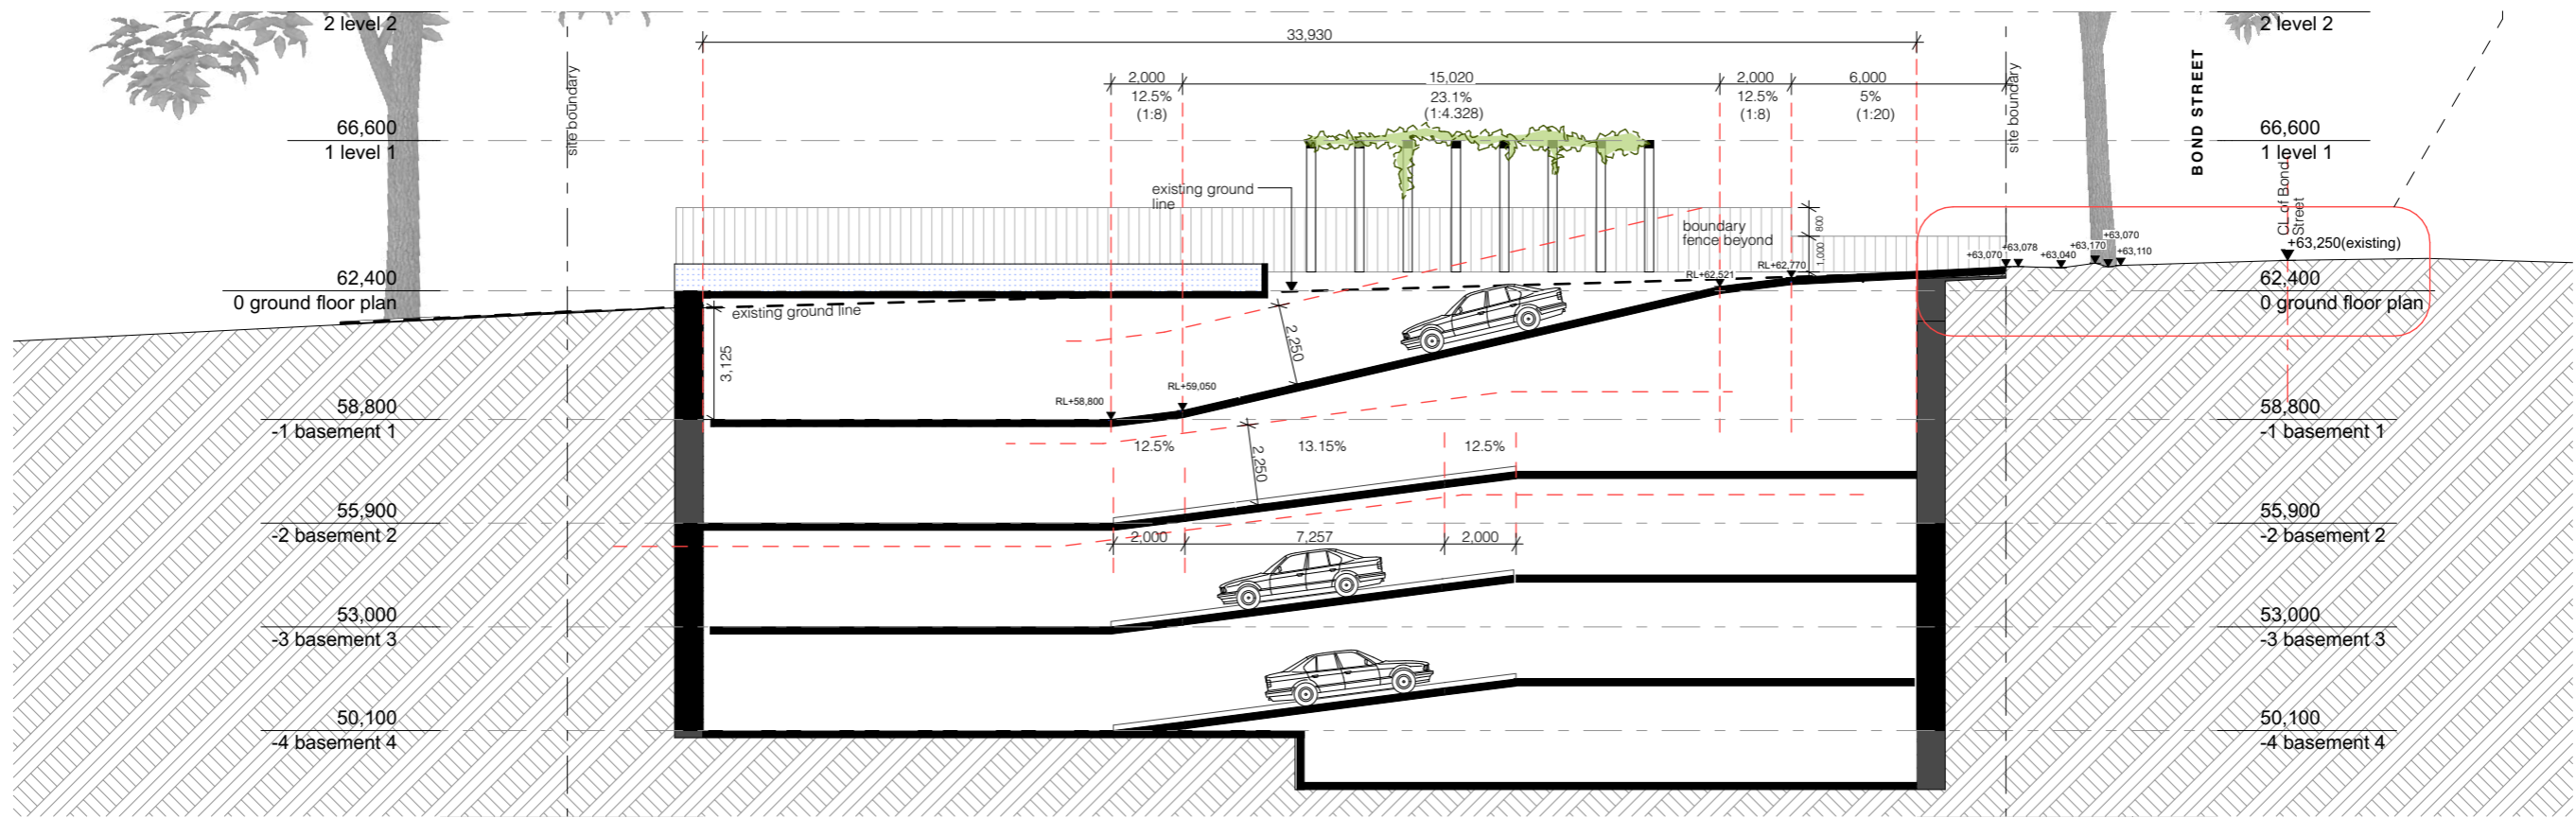 2 level 2
2 level 2
33,930
site boundary
2,000
15,020
2,000
6,000
12.5%
23.1%
12.5%
5%
(1:8)
(1:4.328)
(1:8)
(1:20)
site boundary
BOND STREET
66,600
1 level 1
66,600
1 level 1
existing ground
line
CL of Bond
Street
boundary
fence beyond
800
1,000
+63,070
+63,078
+63,040
+63,170
+63,070
+63,110
+63,250(existing)
RL+62,521
RL+62,770
62,400
0 ground floor plan
62,400
0 ground floor plan
existing ground line
3,125
2,250
RL+58,800
RL+59,050
58,800
-1 basement 1
58,800
-1 basement 1
12.5%
13.15%
12.5%
2,250
55,900
-2 basement 2
55,900
-2 basement 2
2,000
7,257
2,000
53,000
-3 basement 3
53,000
-3 basement 3
50,100
-4 basement 4
50,100
-4 basement 4